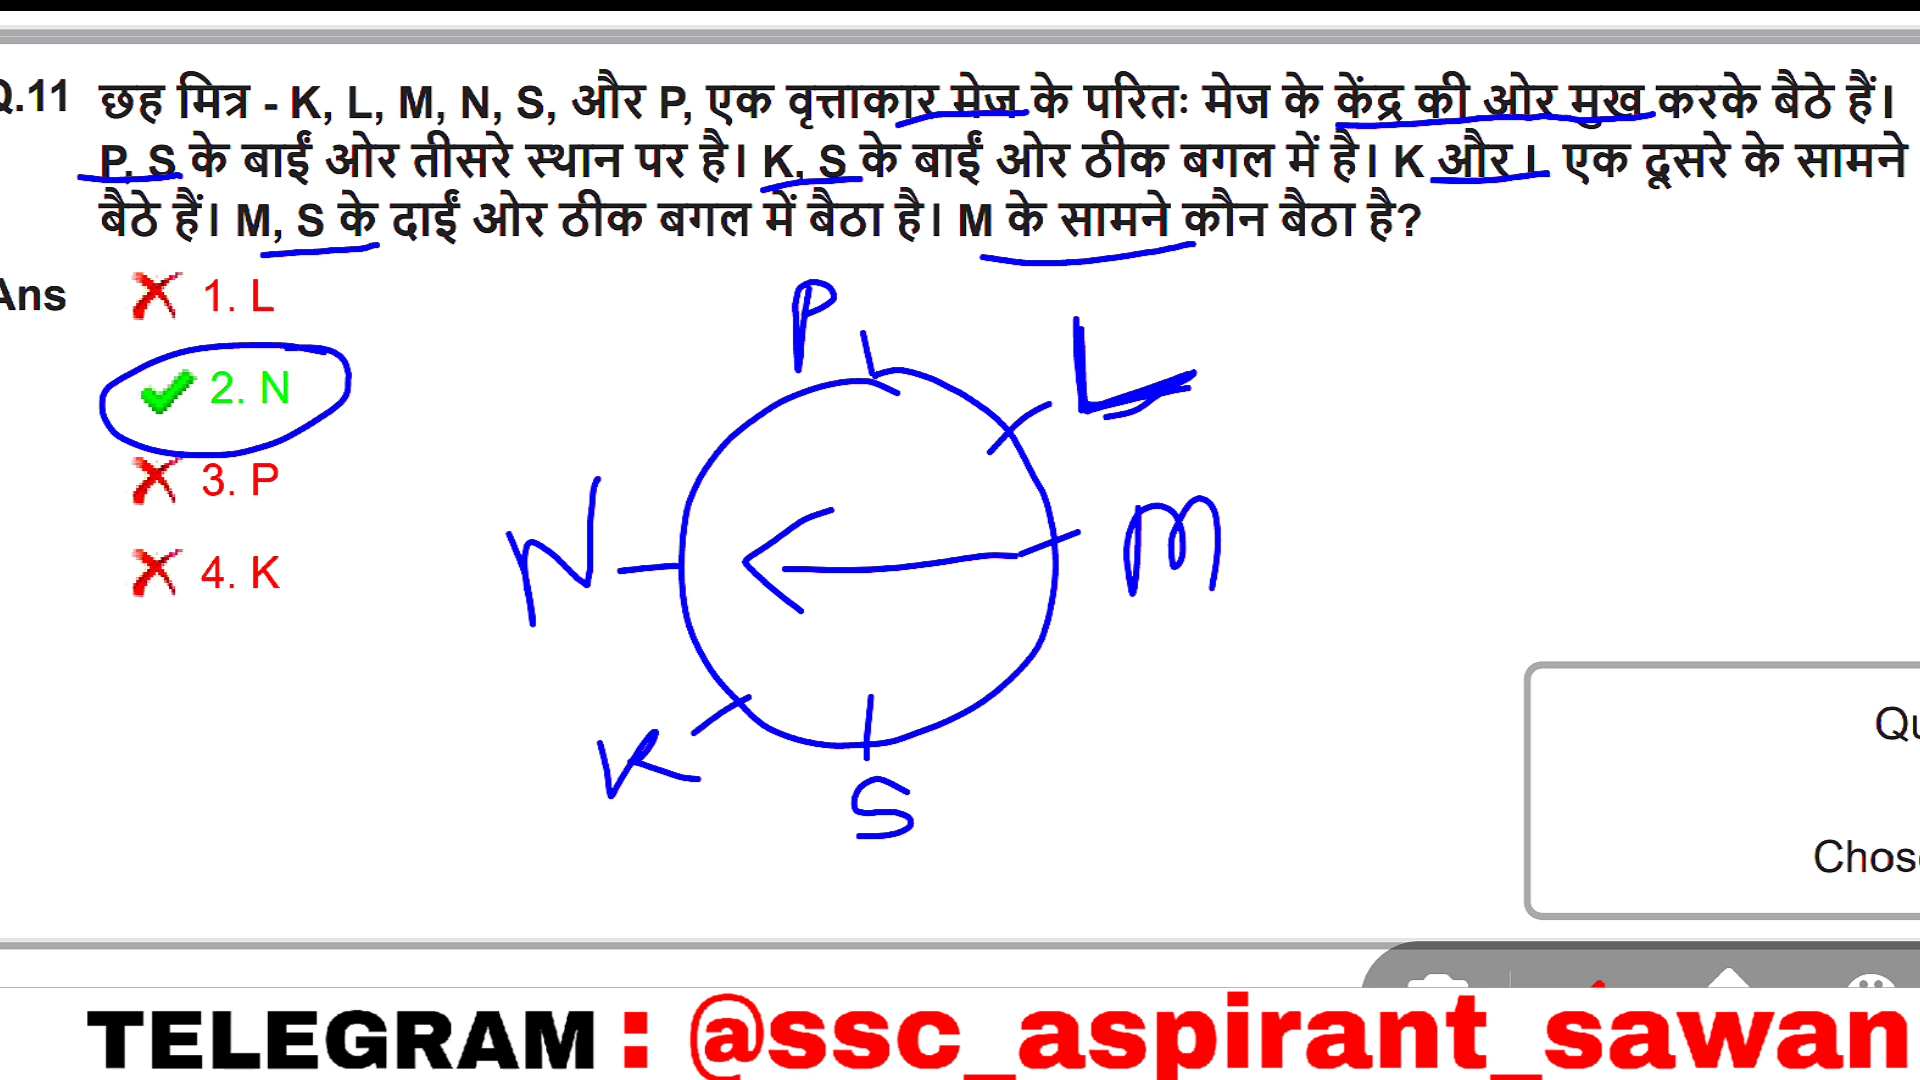 Q.11 छह मित्र - K, L, M, N, S, और P, एक वृत्ताकार मेज के परितः मेज के केंद्र की ओर मुख करके बैठे हैं।
P, S के बाईं ओर तीसरे स्थान पर है। K, S के बाईं ओर ठीक बगल में है। K और L एक दूसरे के सामने
बैठे हैं। M, S के दाईं ओर ठीक बगल में बैठा है। M के सामने कौन बैठा है?
Ans 1. L
2. N
3. P
4. K
P
L
N
M
K
S
Qu
Chose
TELEGRAM : @ssc_aspirant_sawan